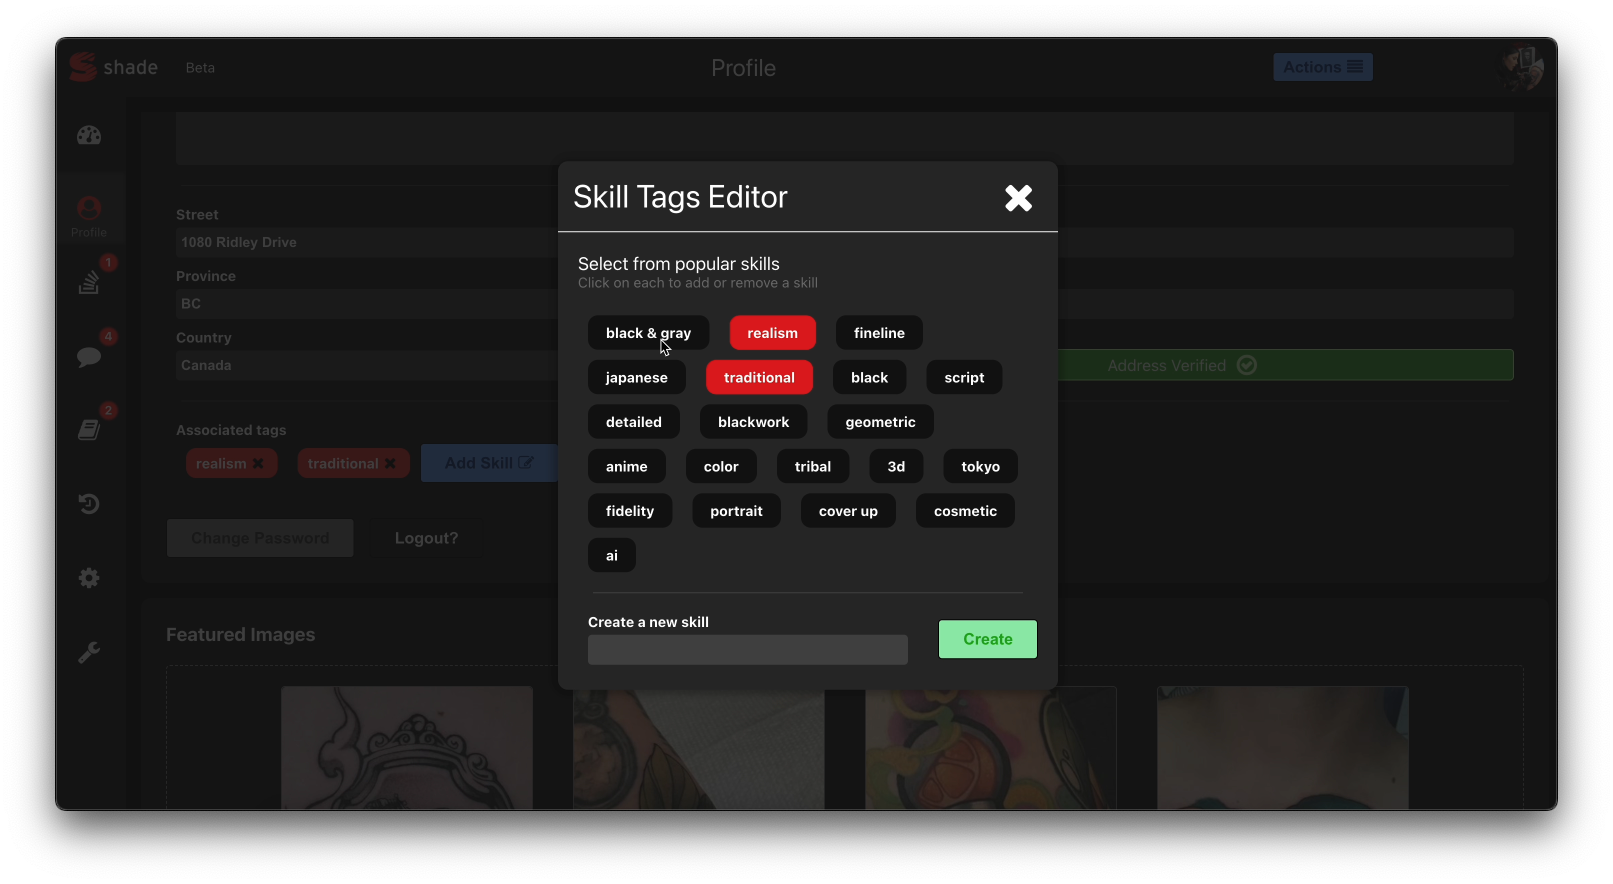 shade Beta Profile Actions
Profile
Street
1080 Ridley Drive
1
Province
BC
4
Country
Canada
Address Verified
2
Associated tags
realism traditional Add Skill
Change Password Logout?
Featured Images
Skill Tags Editor
Select from popular skills
Click on each to add or remove a skill
black & gray realism fineline
japanese traditional black script
detailed blackwork geometric
anime color tribal 3d tokyo
fidelity portrait cover up cosmetic
ai
Create a new skill
Create